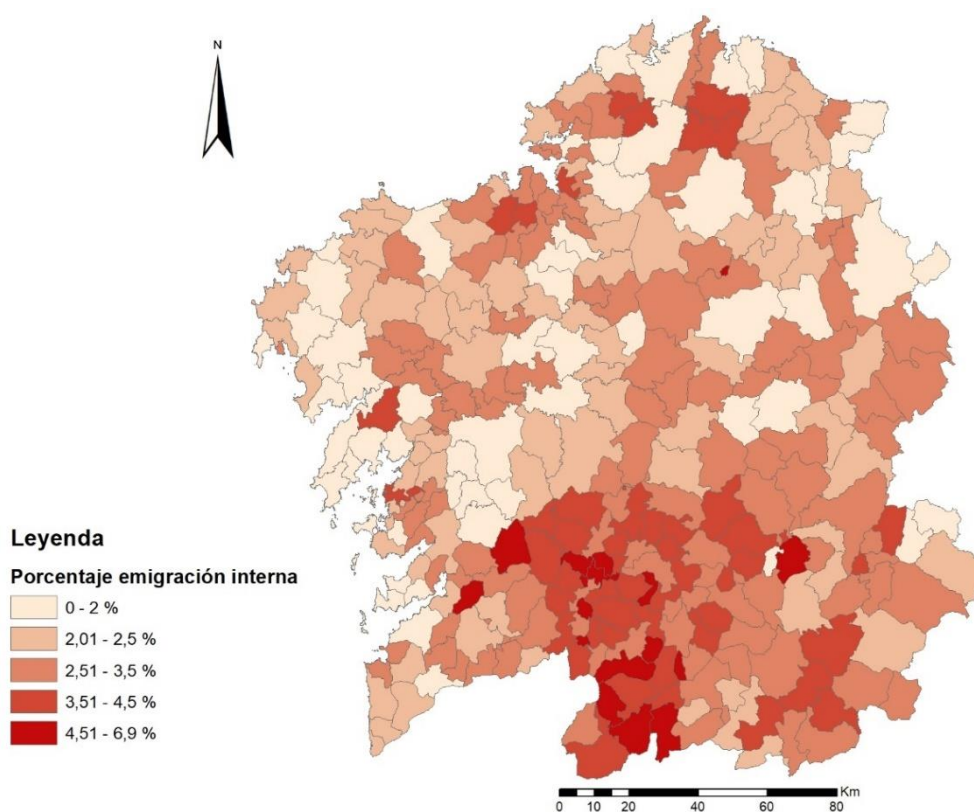 N
Leyenda
Porcentaje emigración interna
0 - 2 %
2,01 - 2,5 %
2,51 - 3,5 %
3,51 - 4,5 %
4,51 - 6,9 %
Km
0 10 20 40 60 80